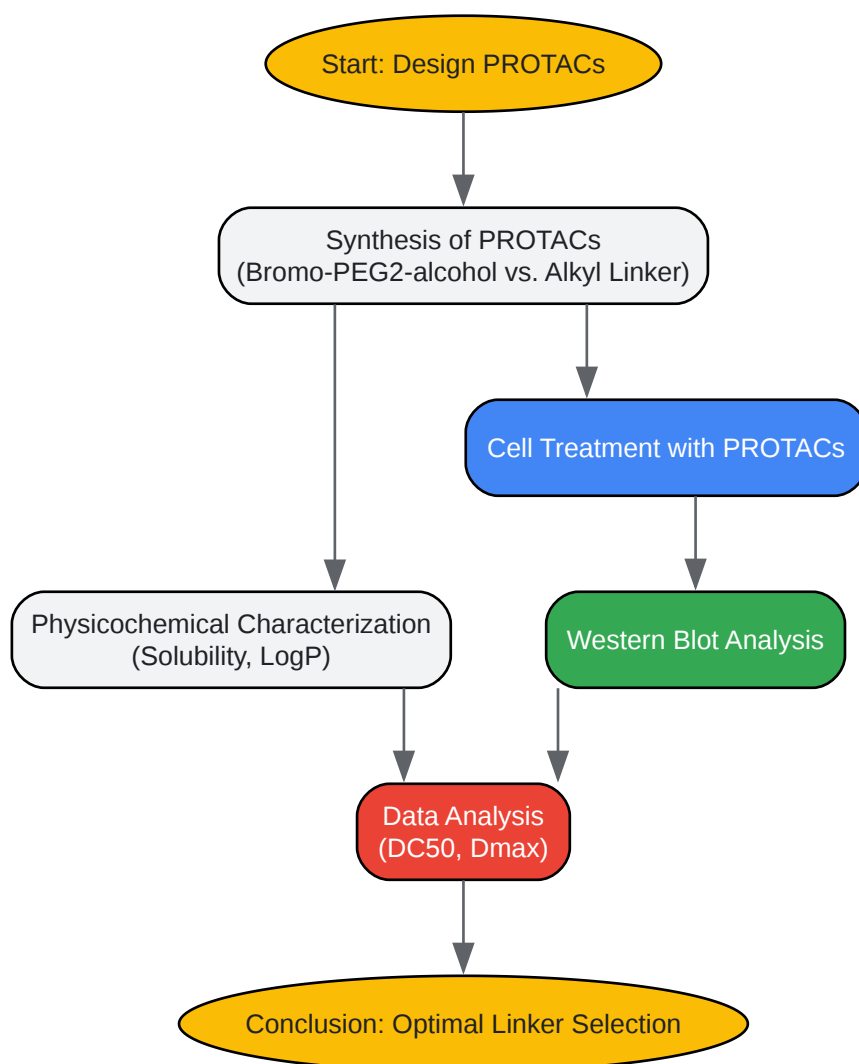 Start: Design PROTACs
Synthesis of PROTACs
(Bromo-PEG2-alcohol vs. Alkyl Linker)
Cell Treatment with PROTACs
Physicochemical Characterization
(Solubility, LogP)
Western Blot Analysis
Data Analysis
(DC50, Dmax)
Conclusion: Optimal Linker Selection